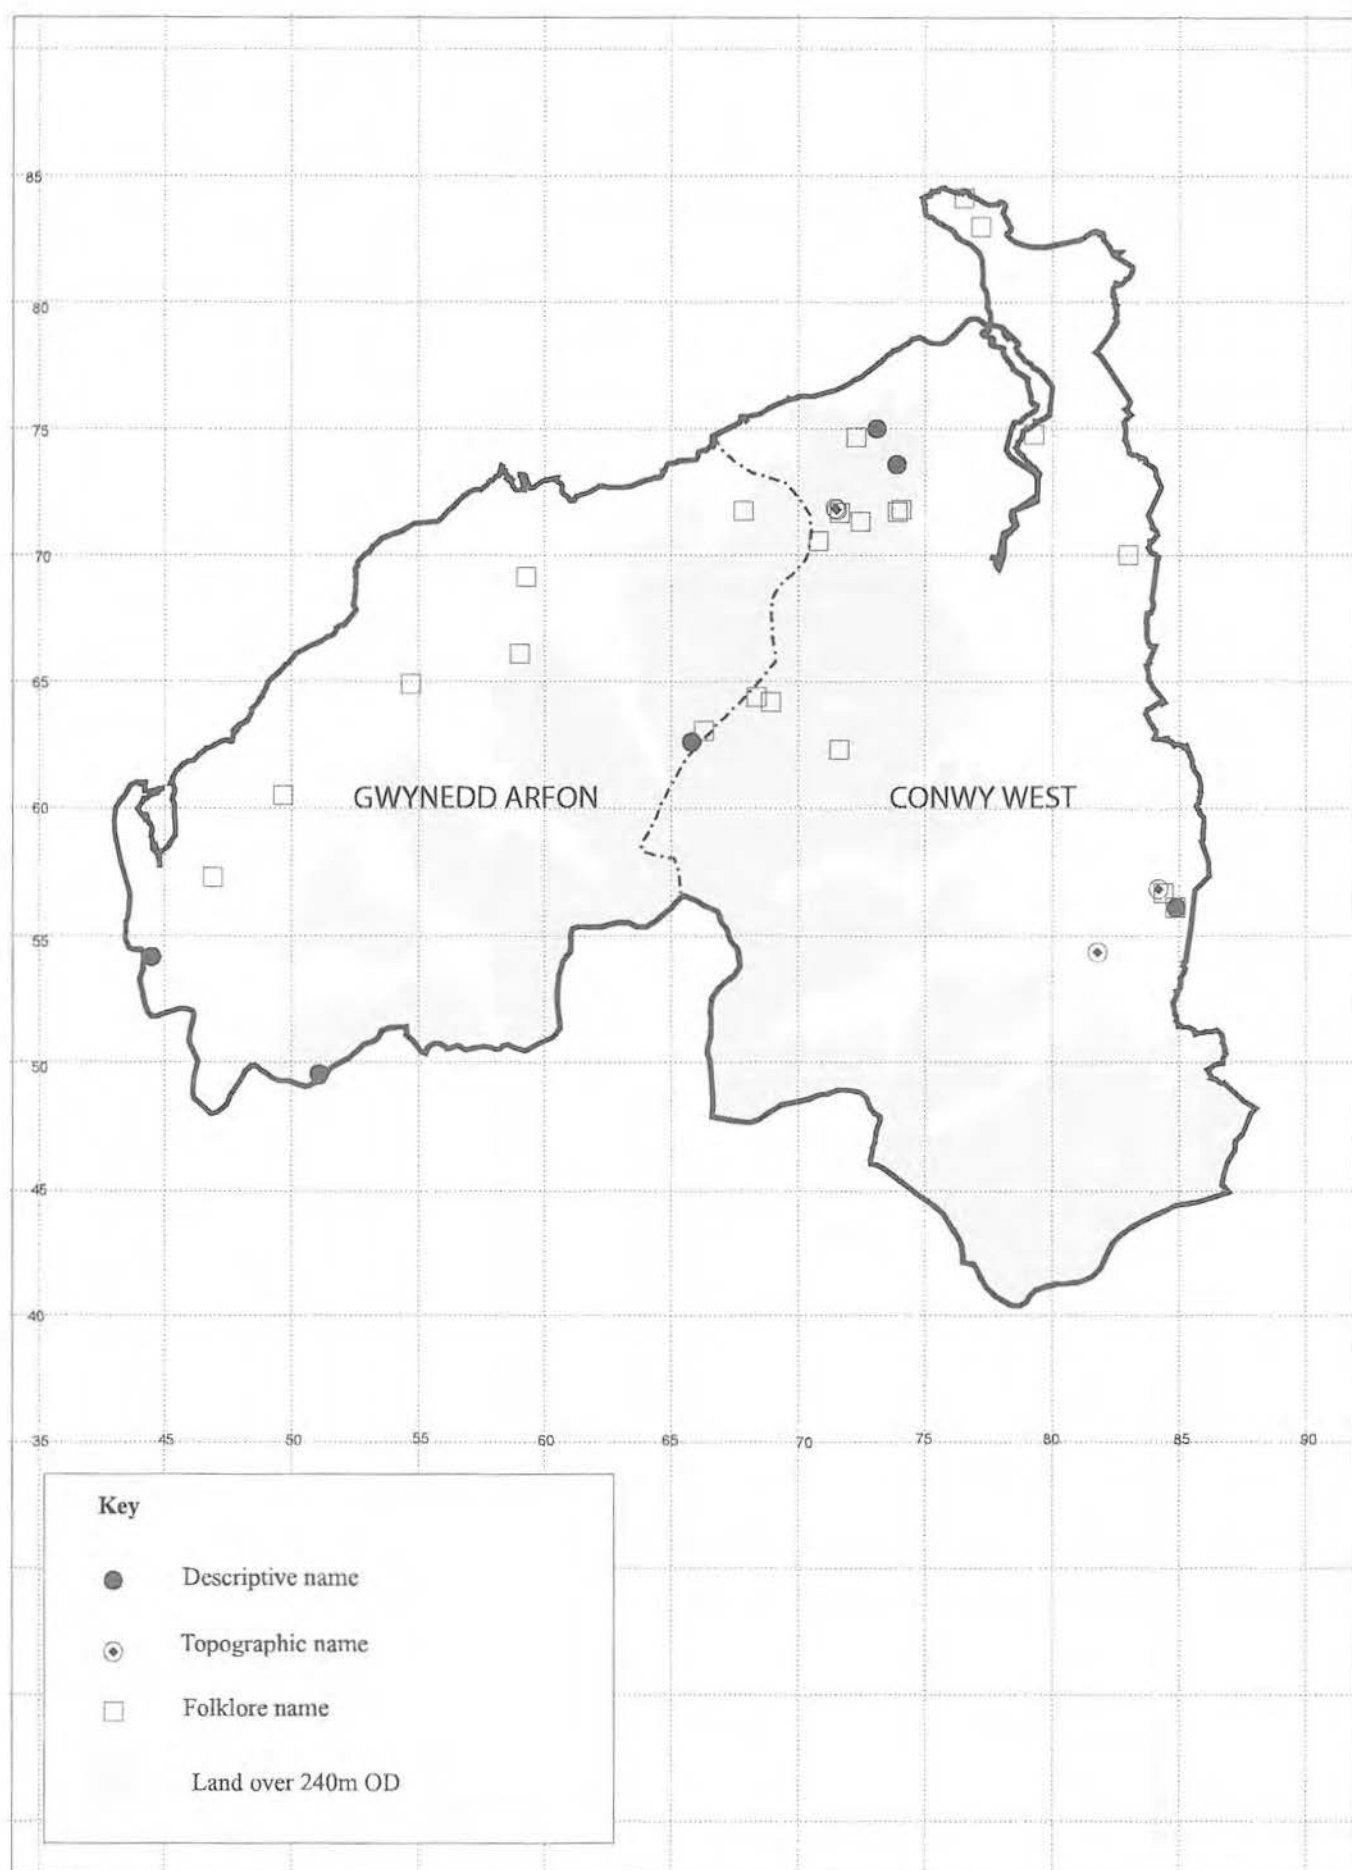 85
80
75
70
65
60
55
50
45
40
35 45 50 55 60 65 70 75 80 85 90
GWYNEDD ARFON
CONWY WEST
Key
Descriptive name
Topographic name
Folklore name
Land over 240m OD